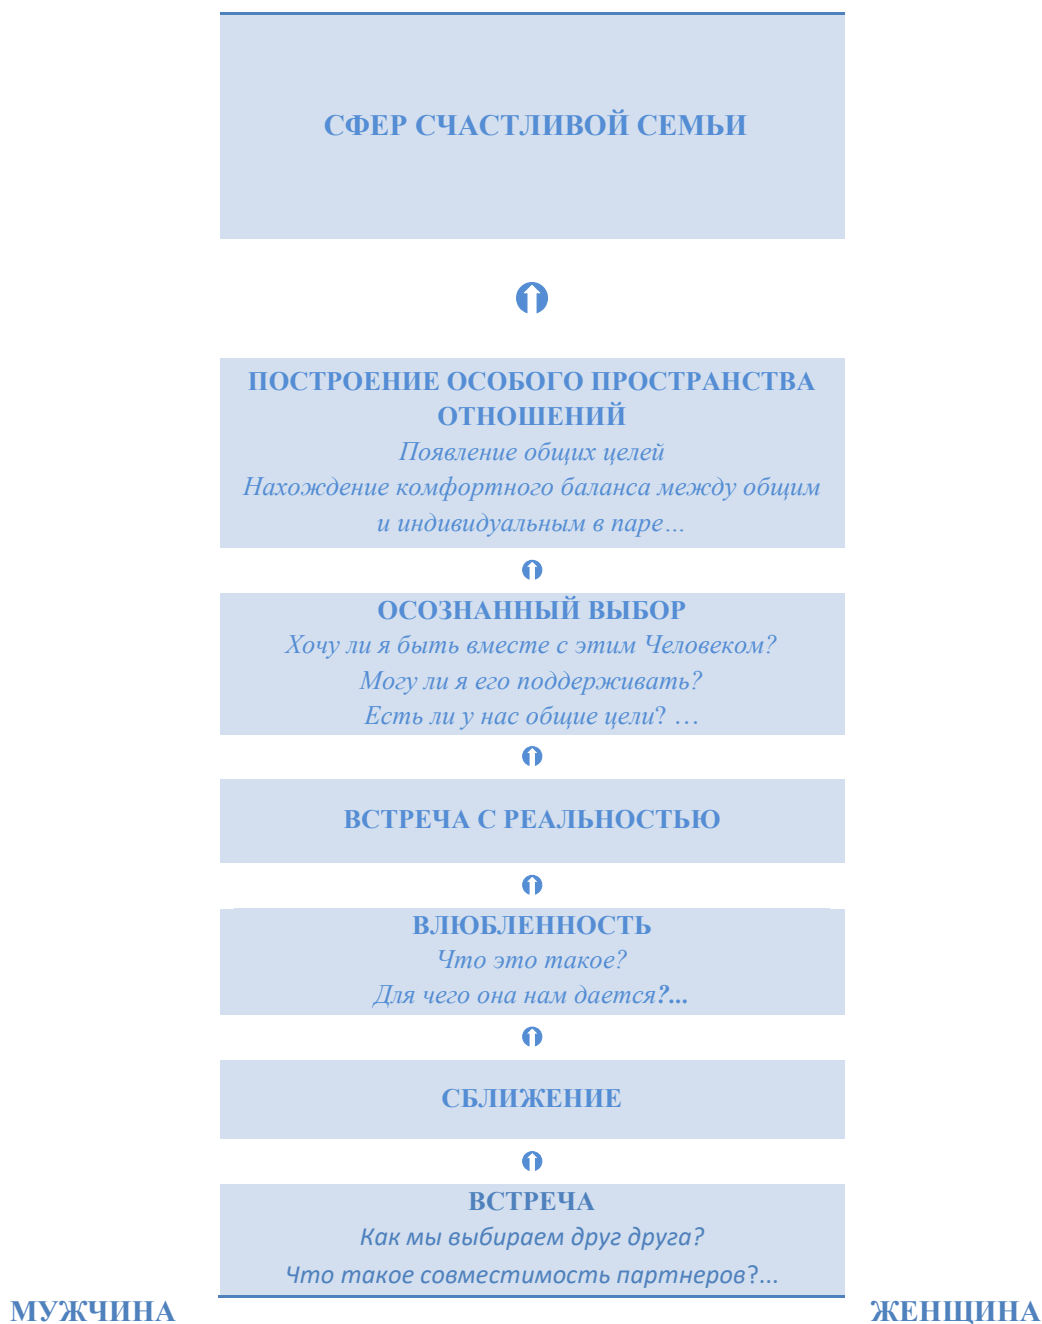 СФЕР СЧАСТЛИВОЙ СЕМЬИ
ПОСТРОЕНИЕ ОСОБОГО ПРОСТРАНСТВА
ОТНОШЕНИЙ
Появление общих целей
Нахождение комфортного баланса между общим
и индивидуальным в паре…
ОСОЗНАННЫЙ ВЫБОР
Хочу ли я быть вместе с этим Человеком?
Могу ли я его поддерживать?
Есть ли у нас общие цели? …
ВСТРЕЧА С РЕАЛЬНОСТЬЮ
ВЛЮБЛЕННОСТЬ
Что это такое?
Для чего она нам дается?...
СБЛИЖЕНИЕ
ВСТРЕЧА
Как мы выбираем друг друга?
Что такое совместимость партнеров?...
МУЖЧИНА ЖЕНЩИНА